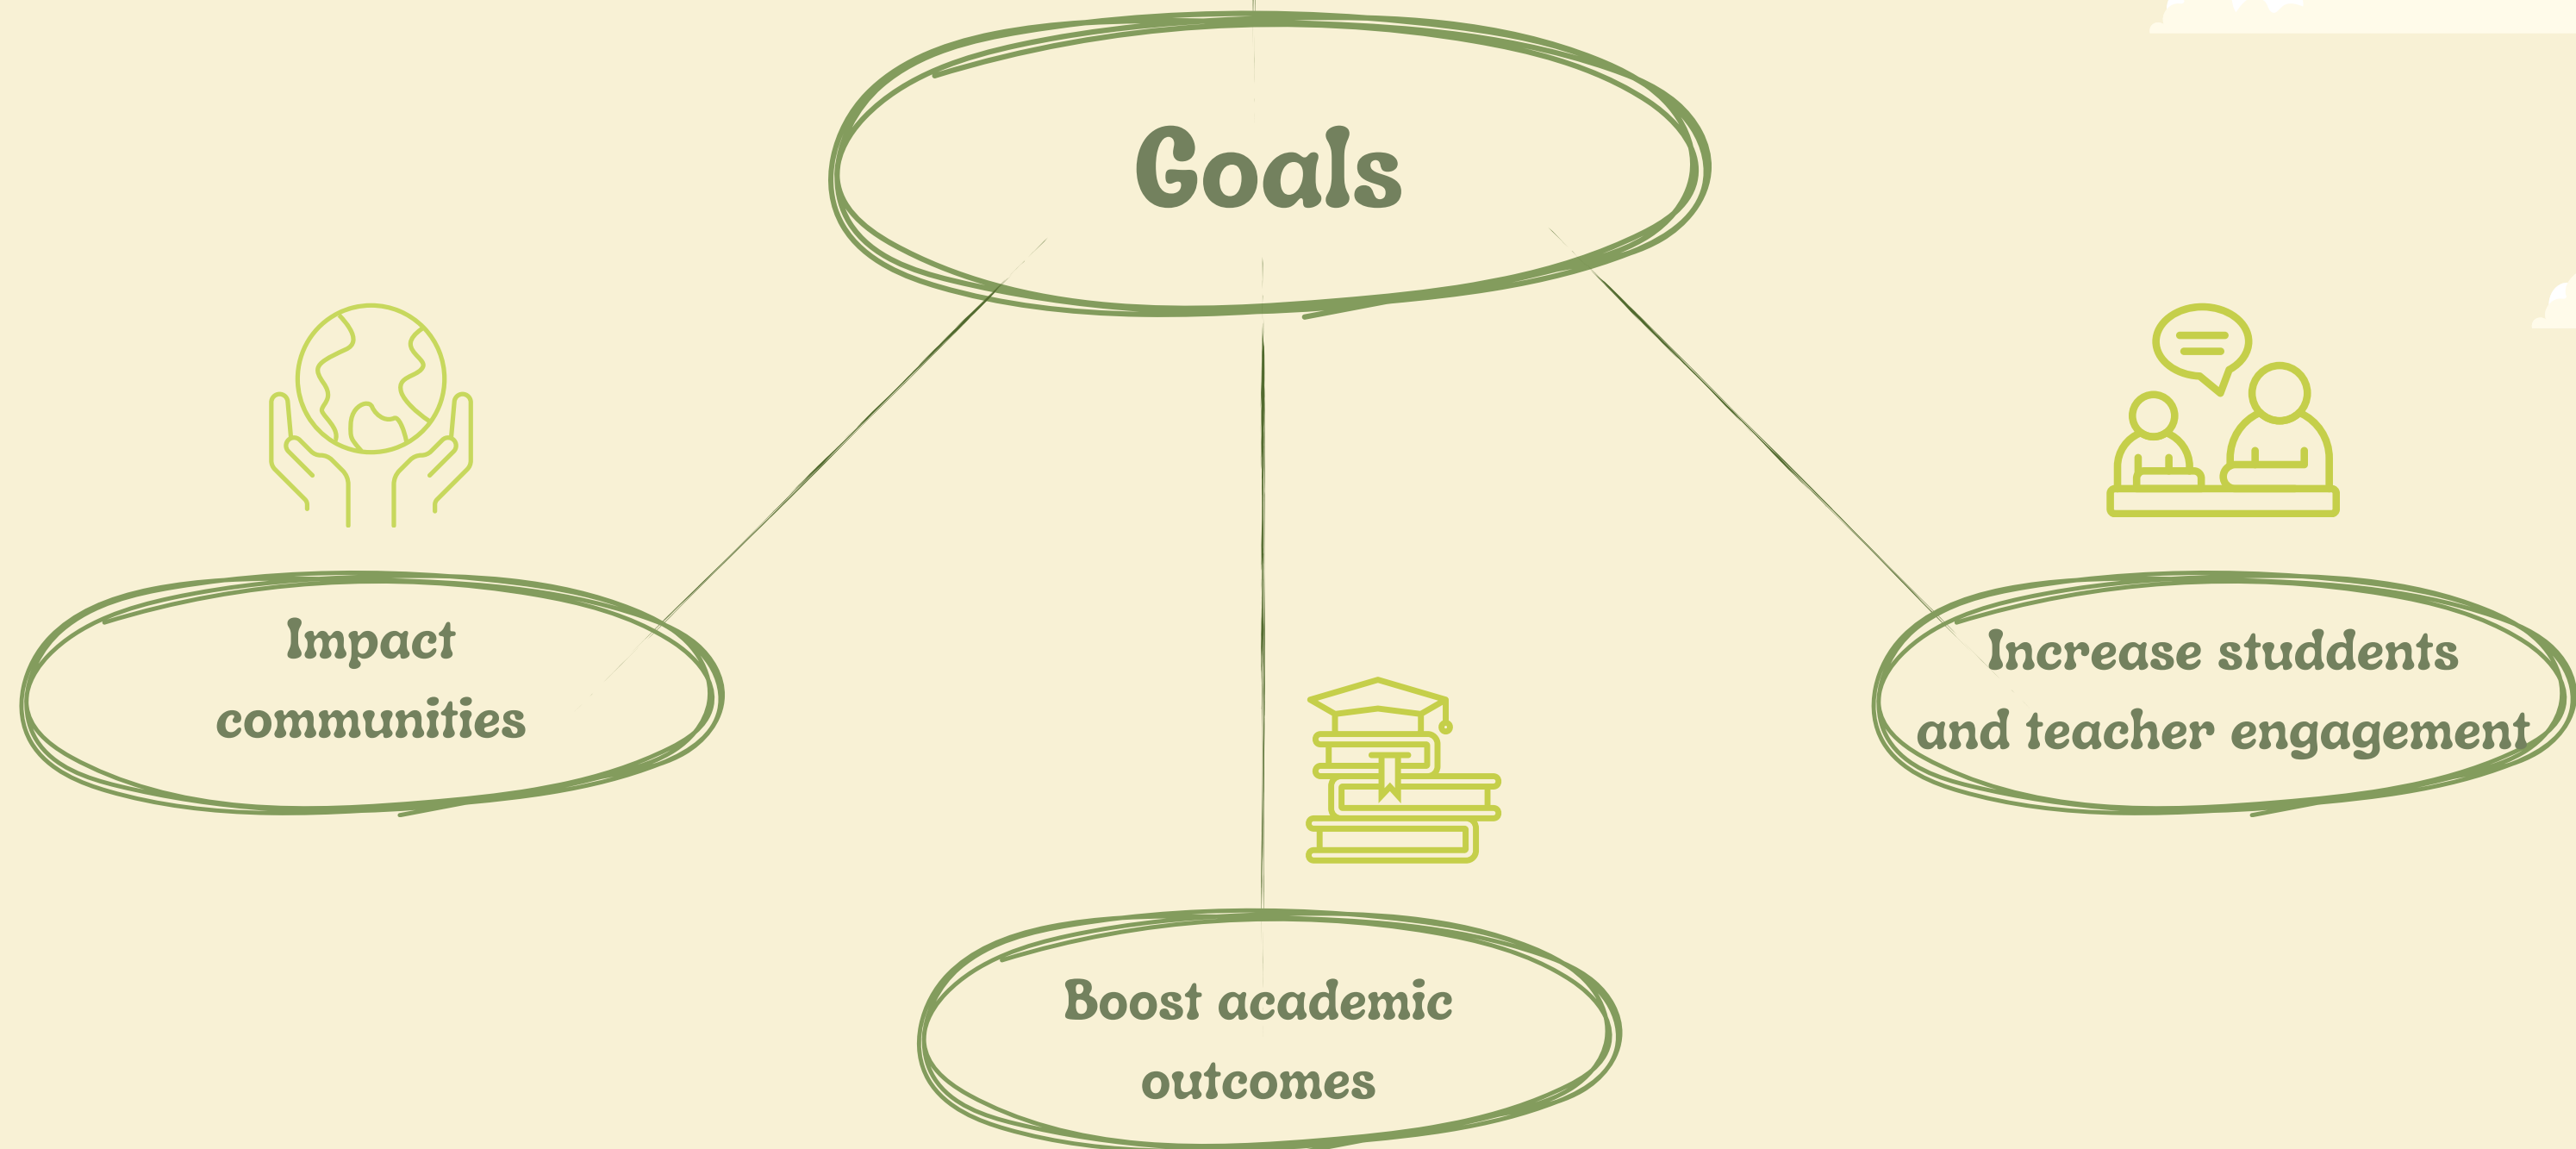 Goals
Impact
communities
Increase studdents
and teacher engagement
Boost academic
outcomes